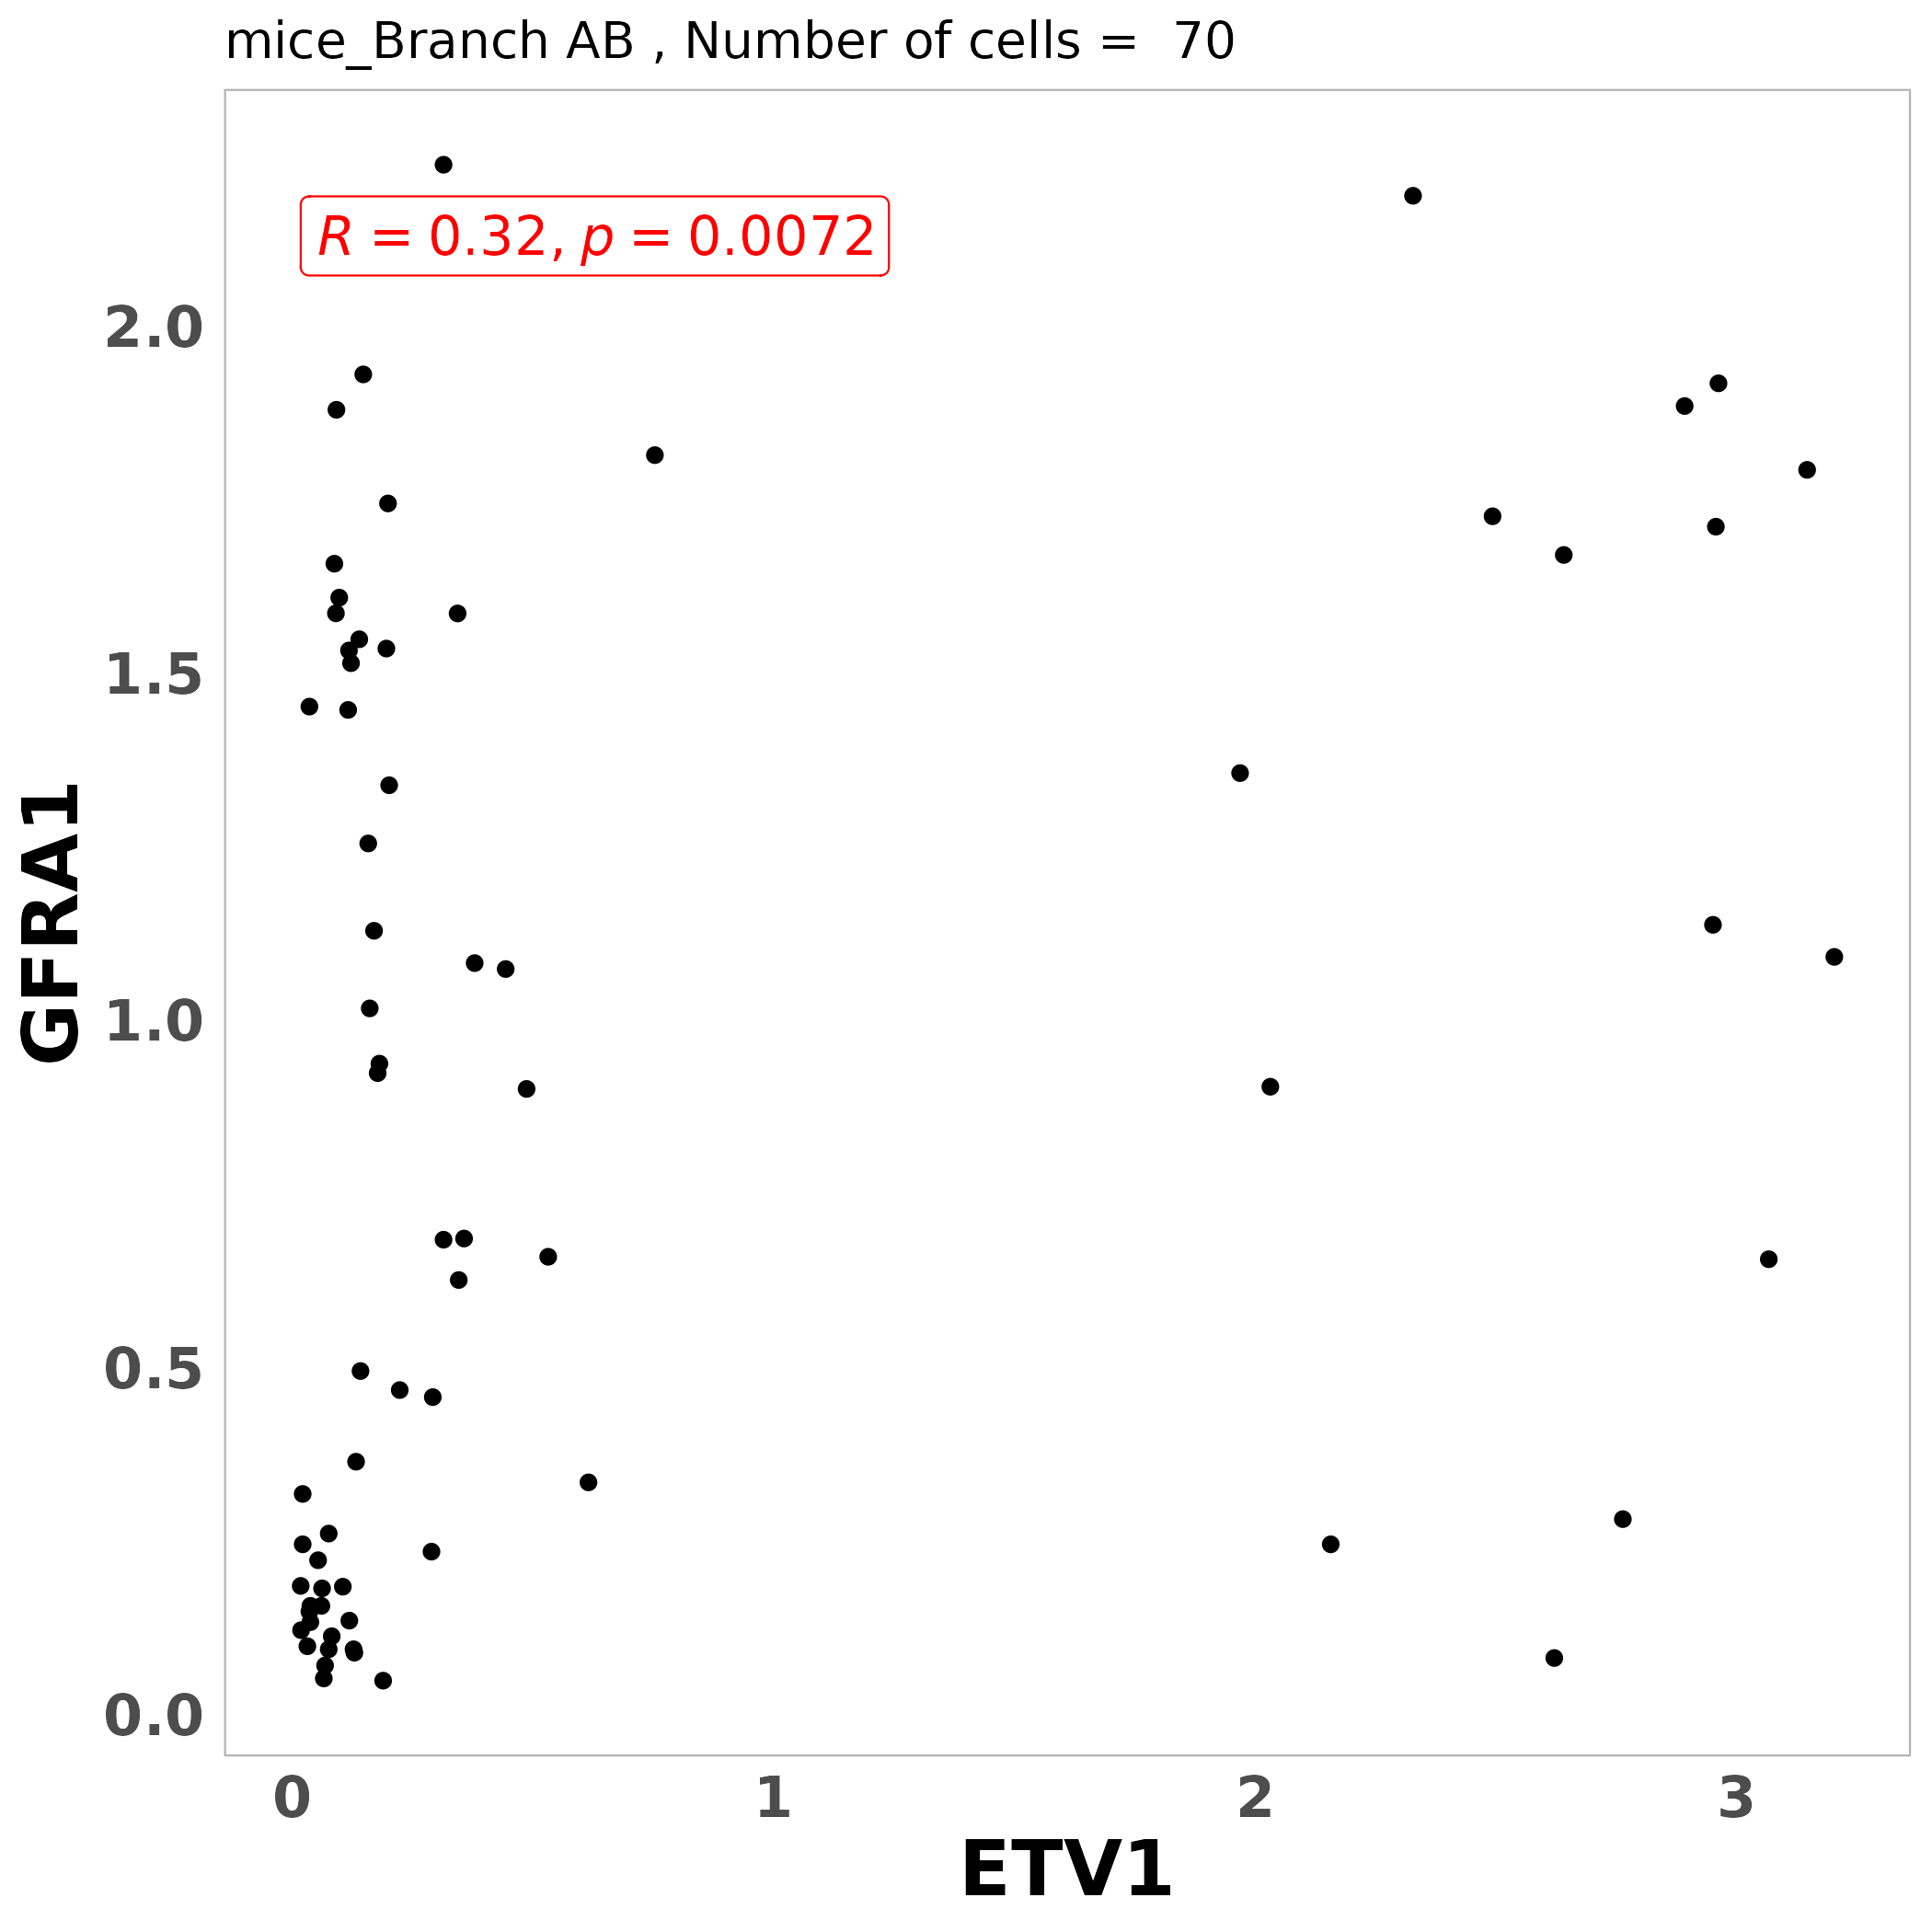 mice_Branch AB , Number of cells =  70
R = 0.32, p = 0.0072
2.0
1.5
1.0
0.5
0.0
GFRA1
0 1 2 3
ETV1